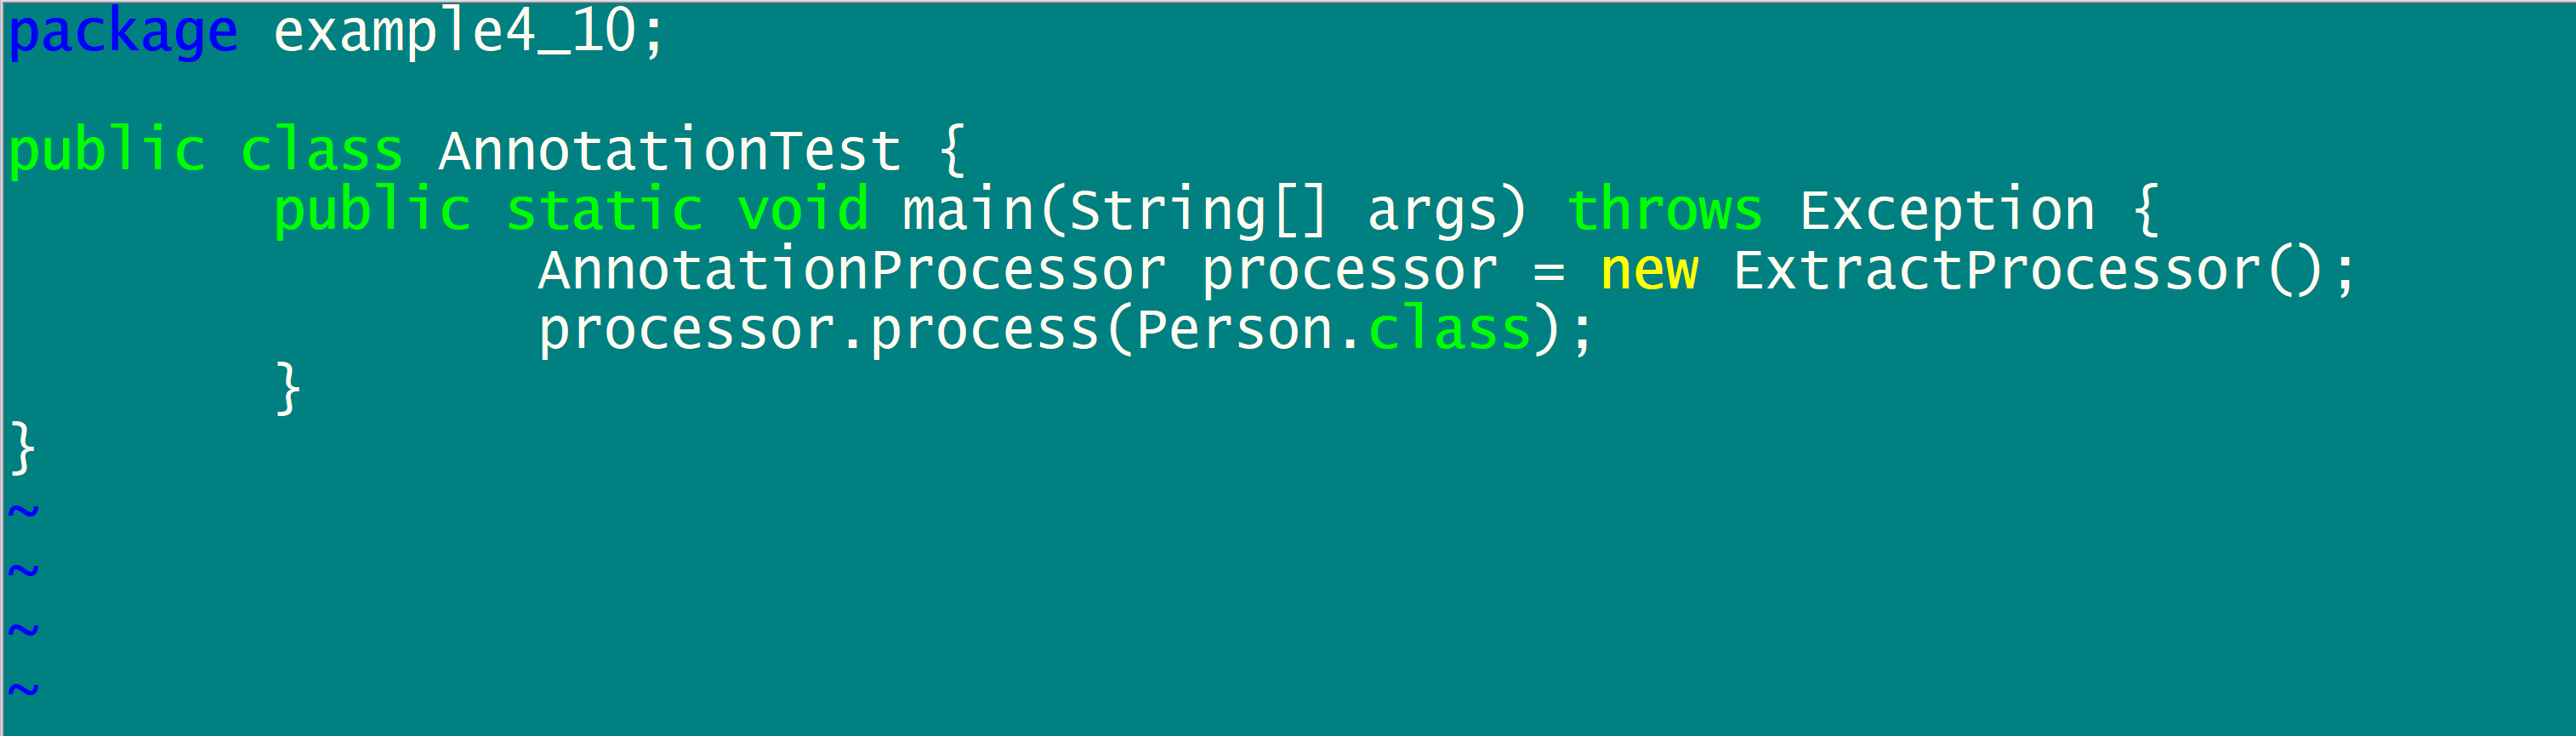 package example4_10;

public class AnnotationTest {
        public static void main(String[] args) throws Exception {
                AnnotationProcessor processor = new ExtractProcessor();
                processor.process(Person.class);
        }
}
~
~
~
~